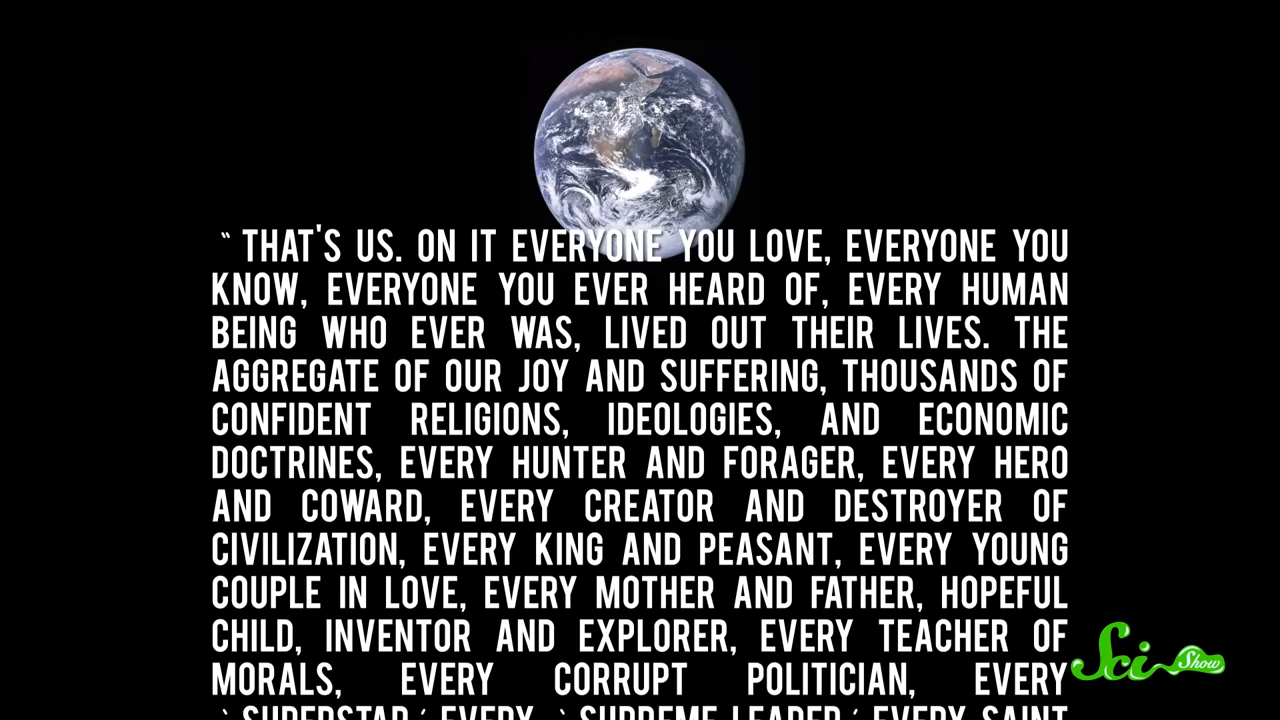 “ THAT'S US. ON IT EVERYONE YOU LOVE, EVERYONE YOU
KNOW, EVERYONE YOU EVER HEARD OF, EVERY HUMAN
BEING WHO EVER WAS, LIVED OUT THEIR LIVES. THE
AGGREGATE OF OUR JOY AND SUFFERING, THOUSANDS OF
CONFIDENT RELIGIONS, IDEOLOGIES, AND ECONOMIC
DOCTRINES, EVERY HUNTER AND FORAGER, EVERY HERO
AND COWARD, EVERY CREATOR AND DESTROYER OF
CIVILIZATION, EVERY KING AND PEASANT, EVERY YOUNG
COUPLE IN LOVE, EVERY MOTHER AND FATHER, HOPEFUL
CHILD, INVENTOR AND EXPLORER, EVERY TEACHER OF
MORALS, EVERY CORRUPT POLITICIAN, EVERY
‘SUPERSTAR,’ EVERY ‘SUPREME LEADER,’ EVERY SAINT
Sci Show